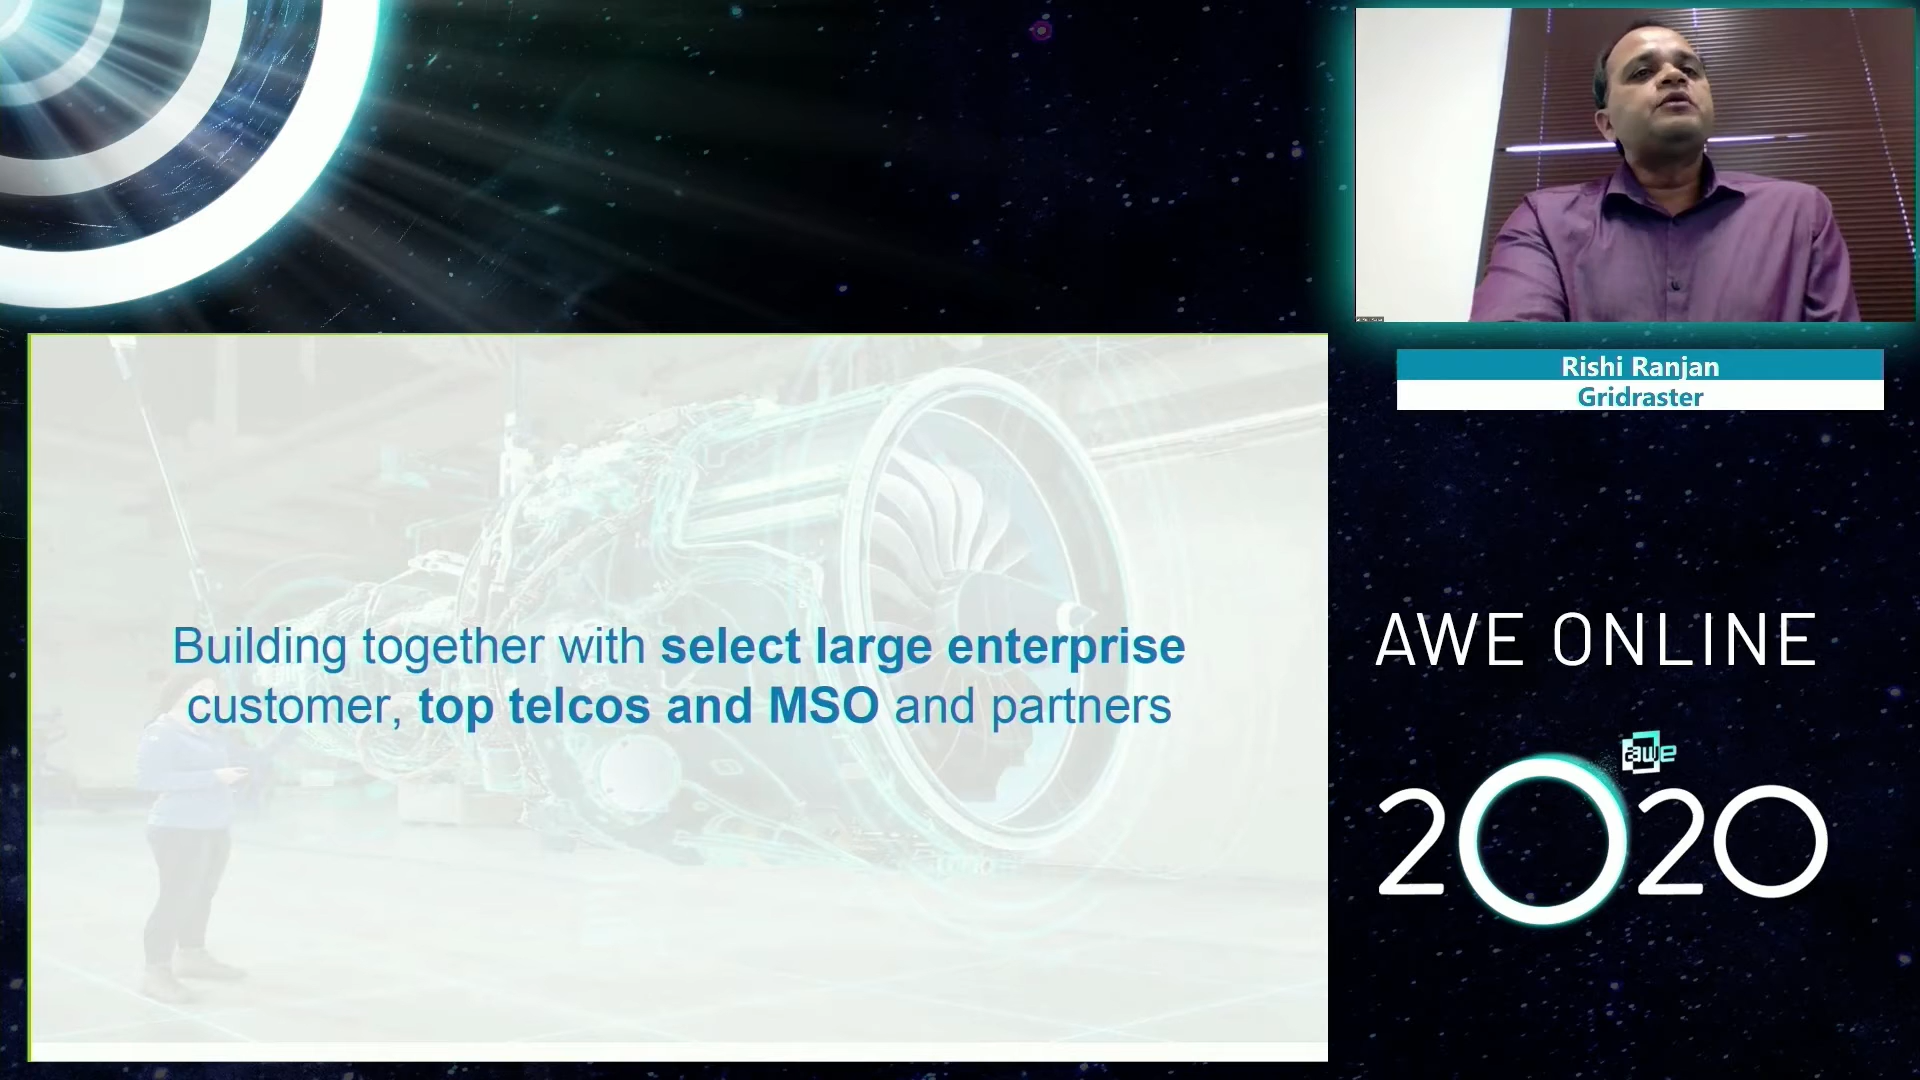 Rishi Ranjan
Gridraster
Building together with select large enterprise
customer, top telcos and MSO and partners
AWE ONLINE
awe
2020